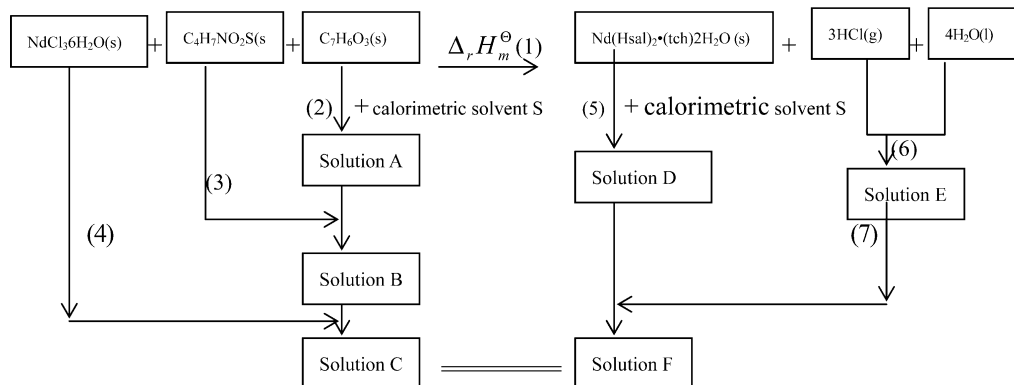 NdCl₃6H₂O(s) + C₄H₇NO₂S(s + C₇H₆O₃(s) Δ_rH_m^Θ(1) Nd(Hsal)₂•(tch)2H₂O (s) + 3HCl(g) + 4H₂O(l)
(2) + calorimetric solvent S (5) + calorimetric solvent S
(6)
Solution A
Solution D
(3)
Solution E
(4)
(7)
Solution B
Solution C
Solution F